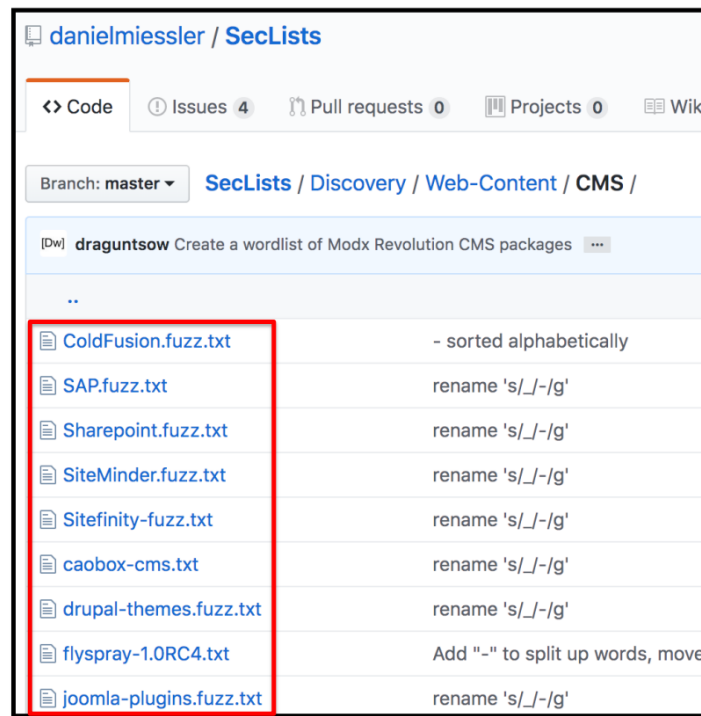 danielmiessler / SecLists
Code Issues 4 Pull requests 0 Projects 0 Wik
Branch: master SecLists / Discovery / Web-Content / CMS /
[Dw] draguntsow Create a wordlist of Modx Revolution CMS packages ...
..
ColdFusion.fuzz.txt - sorted alphabetically
SAP.fuzz.txt rename 's/_/-/g'
Sharepoint.fuzz.txt rename 's/_/-/g'
SiteMinder.fuzz.txt rename 's/_/-/g'
Sitefinity-fuzz.txt rename 's/_/-/g'
caobox-cms.txt rename 's/_/-/g'
drupal-themes.fuzz.txt rename 's/_/-/g'
flyspray-1.0RC4.txt Add "-" to split up words, move
joomla-plugins.fuzz.txt rename 's/_/-/g'